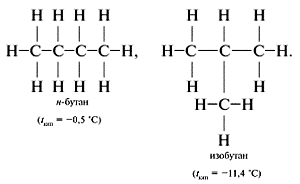 H H H H
H–C–C–C–C–H,
H H H H
н-бутан
(tкип = −0,5 °C)
H H H
H–C–C–C–H.
H H
H–C–H
H
изобутан
(tкип = −11,4 °C)